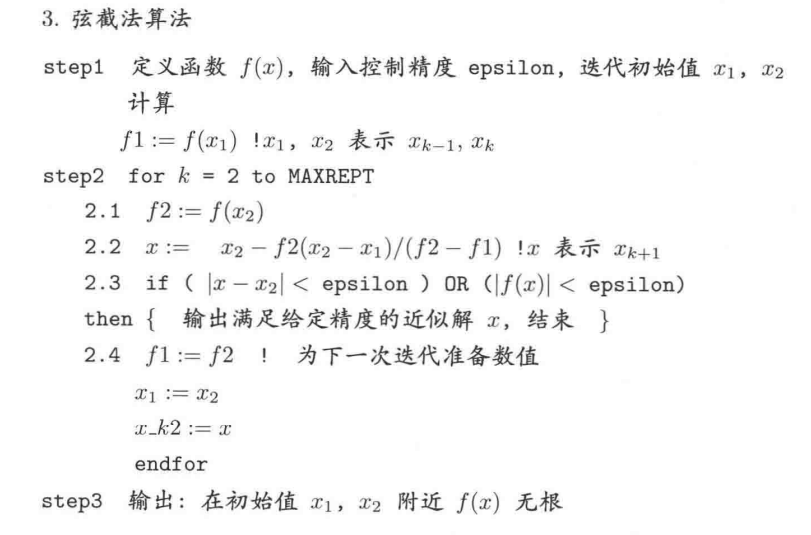 3. 弦截法算法
step1 定义函数 f(x), 输入控制精度 epsilon, 迭代初始值 x₁, x₂
计算
f1 := f(x₁) !x₁, x₂ 表示 xₖ₋₁, xₖ
step2 for k = 2 to MAXREPT
2.1 f2 := f(x₂)
2.2 x := x₂ − f2(x₂ − x₁)/(f2 − f1) !x 表示 xₖ₊₁
2.3 if ( |x − x₂| < epsilon ) OR (|f(x)| < epsilon)
then { 输出满足给定精度的近似解 x, 结束 }
2.4 f1 := f2 ! 为下一次迭代准备数值
x₁ := x₂
x_k2 := x
endfor
step3 输出: 在初始值 x₁, x₂ 附近 f(x) 无根